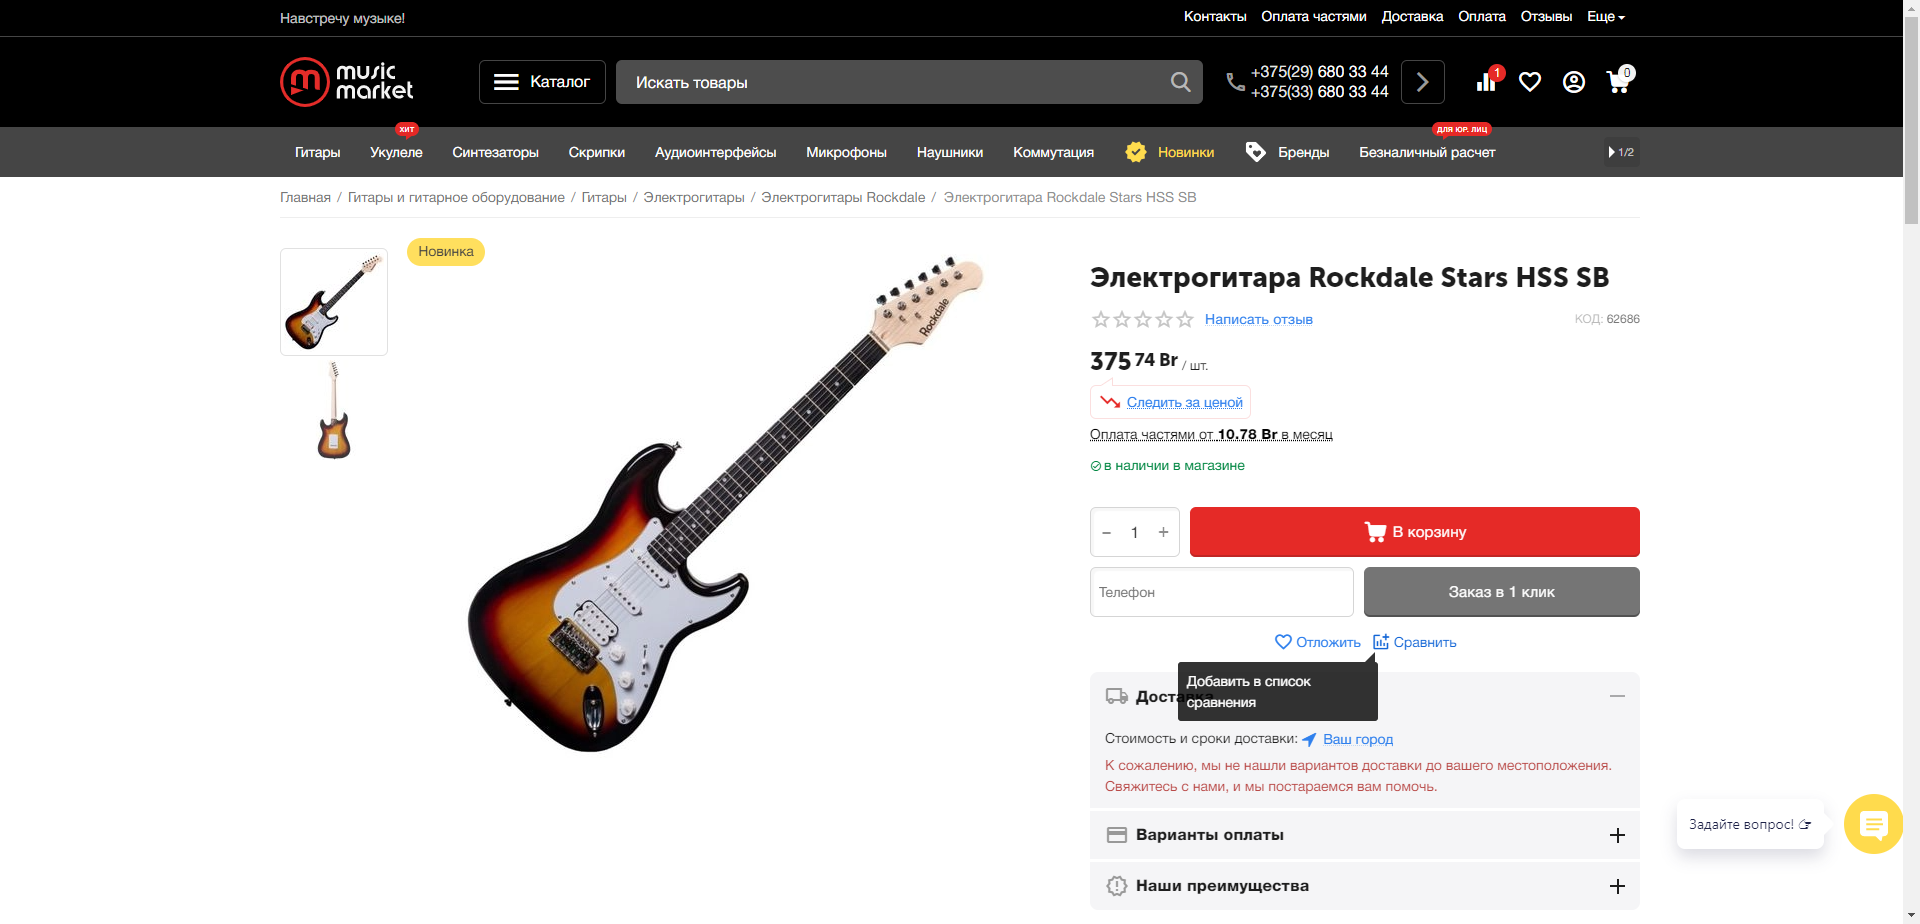 Навстречу музыке!
Контакты Оплата частями Доставка Оплата Отзывы Еще
music
market
Каталог
Искать товары
+375(29) 680 33 44
+375(33) 680 33 44
1
0
ХИТ
ДЛЯ ЮР. ЛИЦ
Гитары Укулеле Синтезаторы Скрипки Аудиоинтерфейсы Микрофоны Наушники Коммутация Новинки Бренды Безналичный расчет 1/2
Главная / Гитары и гитарное оборудование / Гитары / Электрогитары / Электрогитары Rockdale / Электрогитара Rockdale Stars HSS SB
Новинка
Rockdale
Электрогитара Rockdale Stars HSS SB
Написать отзыв
КОД: 62686
375 74 Br / шт.
Следить за ценой
Оплата частями от 10.78 Br в месяц
в наличии в магазине
– 1 +
В корзину
Телефон
Заказ в 1 клик
Отложить Сравнить
Добавить в список
сравнения
Доставка
Стоимость и сроки доставки: Ваш город
К сожалению, мы не нашли вариантов доставки до вашего местоположения.
Свяжитесь с нами, и мы постараемся вам помочь.
Варианты оплаты
Наши преимущества
Задайте вопрос!